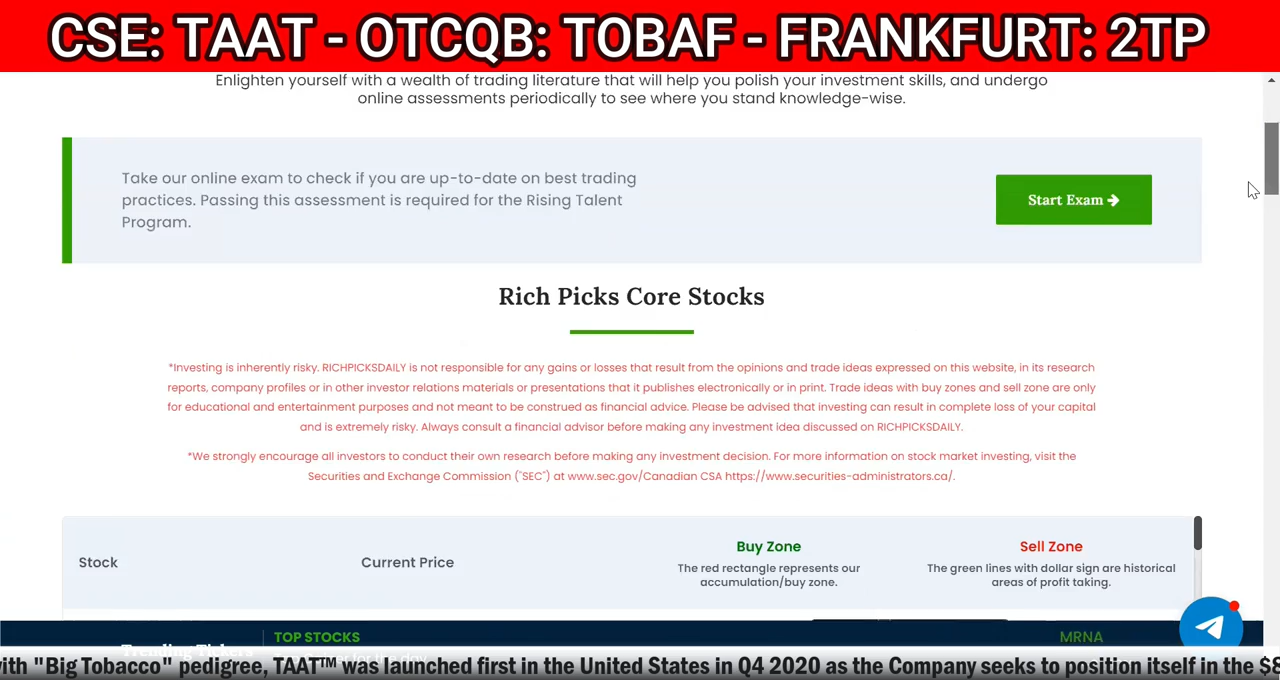 CSE: TAAT - OTCQB: TOBAF - FRANKFURT: 2TP
Enlighten yourself with a wealth of trading literature that will help you polish your investment skills, and undergo
online assessments periodically to see where you stand knowledge-wise.
Take our online exam to check if you are up-to-date on best trading
practices. Passing this assessment is required for the Rising Talent
Program.
Start Exam
Rich Picks Core Stocks
*Investing is inherently risky. RICHPICKSDAILY is not responsible for any gains or losses that result from the opinions and trade ideas expressed on this website, in its research
reports, company profiles or in other investor relations materials or presentations that it publishes electronically or in print. Trade ideas with buy zones and sell zone are only
for educational and entertainment purposes and not meant to be construed as financial advice. Please be advised that investing can result in complete loss of your capital
and is extremely risky. Always consult a financial advisor before making any investment idea discussed on RICHPICKSDAILY.
*We strongly encourage all investors to conduct their own research before making any investment decision. For more information on stock market investing, visit the
Securities and Exchange Commission ("SEC") at www.sec.gov/Canadian CSA https://www.securities-administrators.ca/.
Stock
Current Price
Buy Zone
The red rectangle represents our
accumulation/buy zone.
Sell Zone
The green lines with dollar sign are historical
areas of profit taking.
Trending Tickers
TOP STOCKS
MRNA
for the day
with "Big Tobacco" pedigree, TAAT™ was launched first in the United States in Q4 2020 as the Company seeks to position itself in the $8